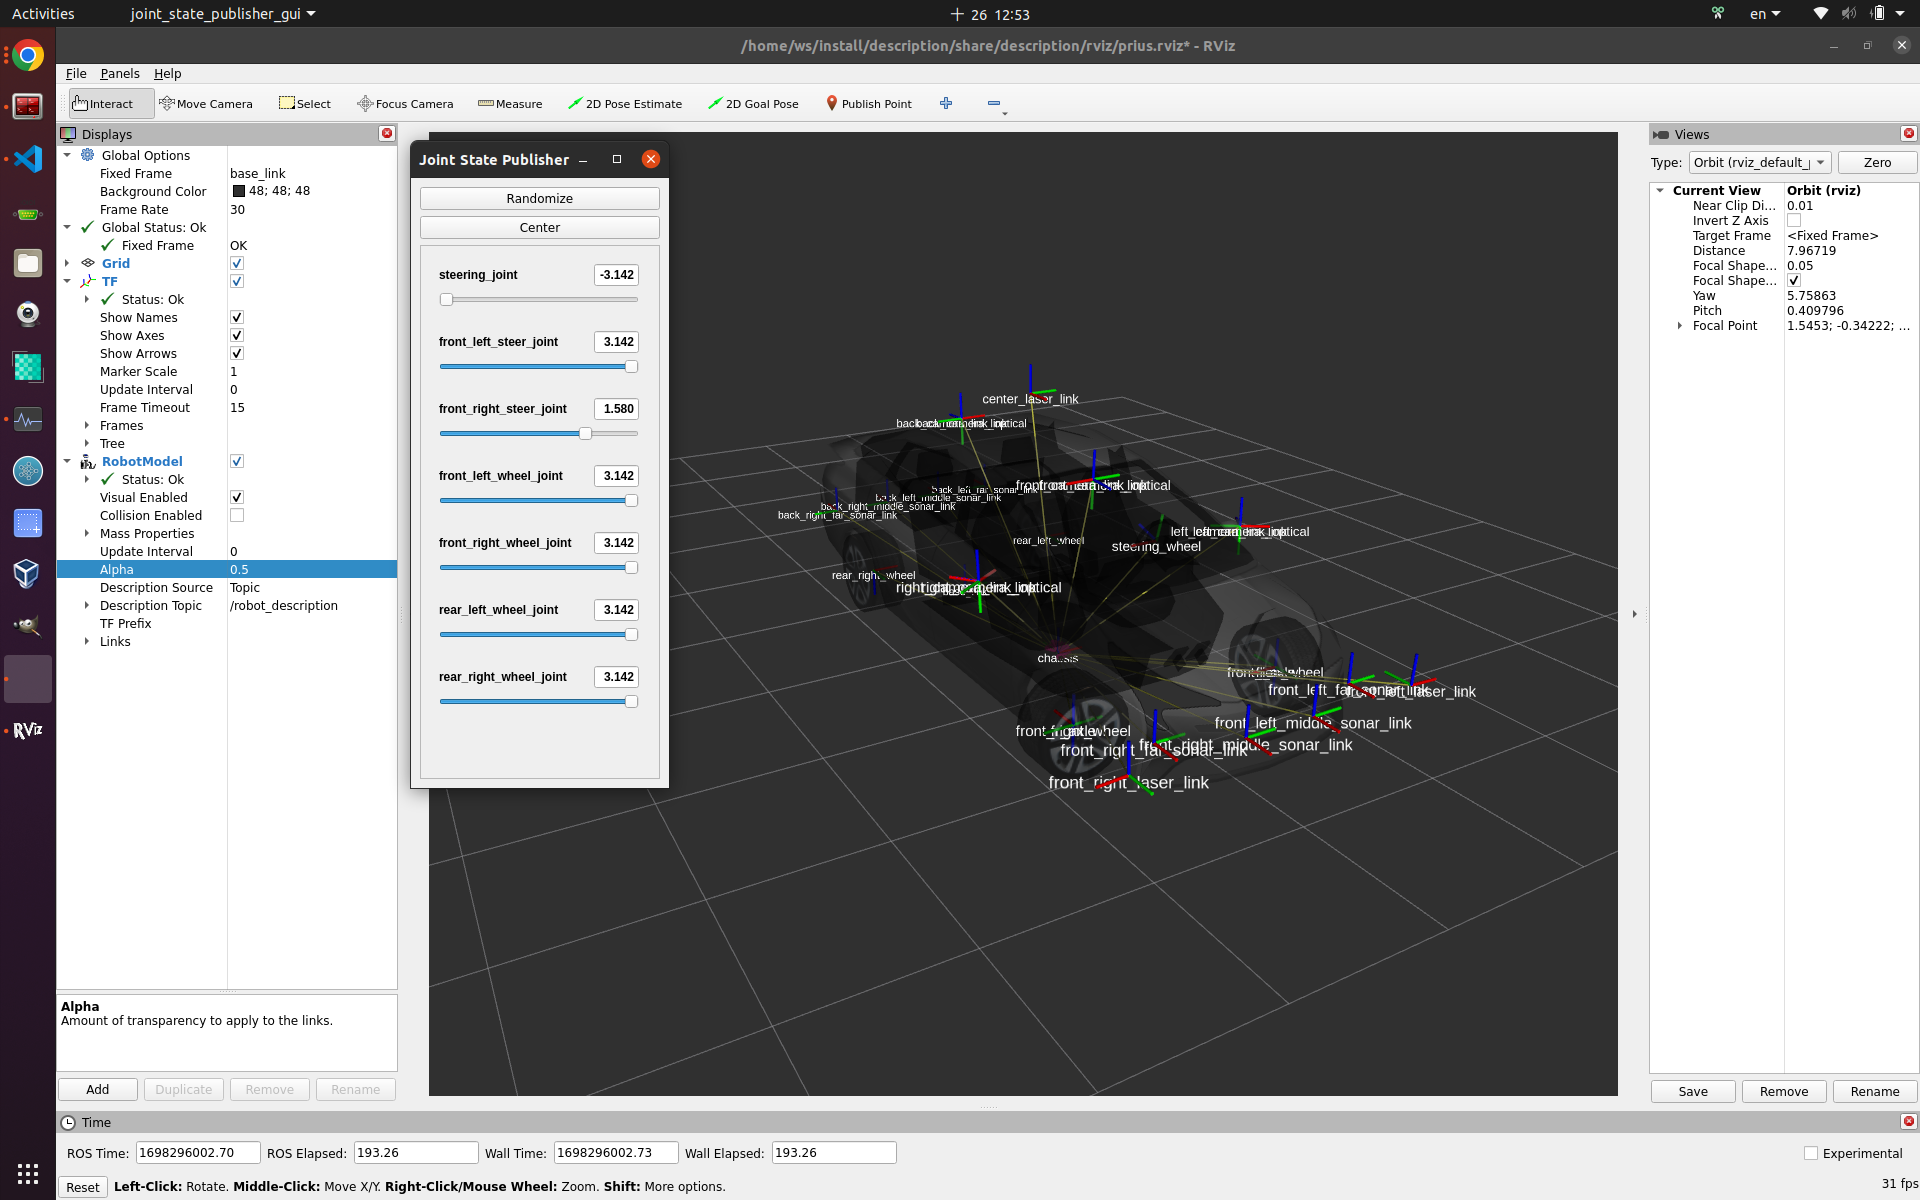 Activities
joint_state_publisher_gui
26 12:53
en
/home/ws/install/description/share/description/rviz/prius.rviz* - RViz
File Panels Help
Interact
Move Camera
Select
Focus Camera
Measure
2D Pose Estimate
2D Goal Pose
Publish Point
Displays
Global Options
Fixed Frame base_link
Background Color 48; 48; 48
Frame Rate 30
Global Status: Ok
Fixed Frame OK
Grid
TF
Status: Ok
Show Names
Show Axes
Show Arrows
Marker Scale 1
Update Interval 0
Frame Timeout 15
Frames
Tree
RobotModel
Status: Ok
Visual Enabled
Collision Enabled
Mass Properties
Update Interval 0
Alpha 0.5
Description Source Topic
Description Topic /robot_description
TF Prefix
Links
Alpha
Amount of transparency to apply to the links.
Add Duplicate Remove Rename
RViz
Joint State Publisher
Randomize
Center
steering_joint -3.142
front_left_steer_joint 3.142
front_right_steer_joint 1.580
front_left_wheel_joint 3.142
front_right_wheel_joint 3.142
rear_left_wheel_joint 3.142
rear_right_wheel_joint 3.142
center_laser_link
back_left_far_sonar_link
back_left_middle_sonar_link
back_right_middle_sonar_link
back_right_far_sonar_link
rear_left_wheel
steering_wheel
rear_right_wheel
chassis
front_left_far_sonar_link
front_left_middle_sonar_link
front_right_middle_sonar_link
front_right_far_sonar_link
front_right_laser_link
Views
Type: Orbit (rviz_default_ Zero
Current View Orbit (rviz)
Near Clip Di... 0.01
Invert Z Axis
Target Frame <Fixed Frame>
Distance 7.96719
Focal Shape... 0.05
Focal Shape...
Yaw 5.75863
Pitch 0.409796
Focal Point 1.5453; -0.34222; ...
Save Remove Rename
Time
ROS Time: 1698296002.70 ROS Elapsed: 193.26 Wall Time: 1698296002.73 Wall Elapsed: 193.26
Experimental
Reset Left-Click: Rotate. Middle-Click: Move X/Y. Right-Click/Mouse Wheel: Zoom. Shift: More options.
31 fps